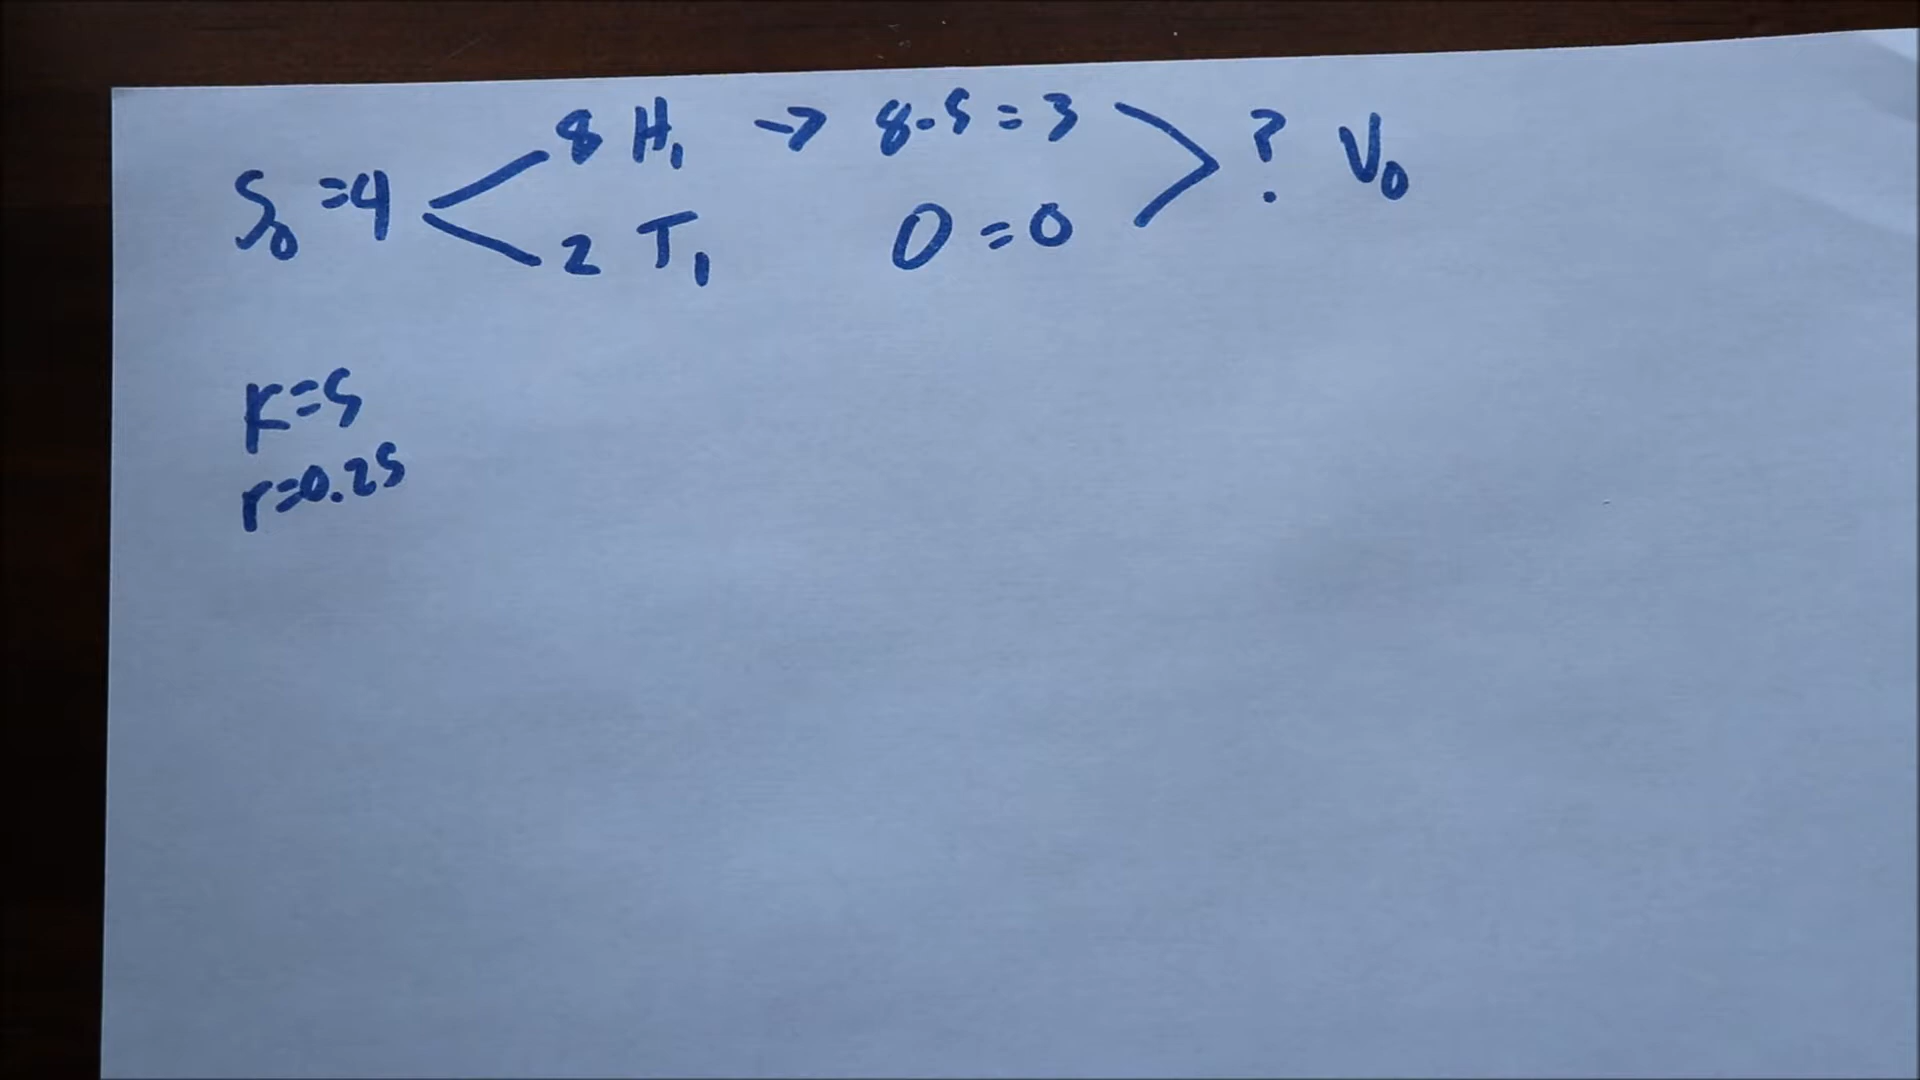 S₀ = 4 < 8 H₁ → 8 - 5 = 3 > ? V₀
2 T₁ 0 = 0
K = 5
r = 0.25